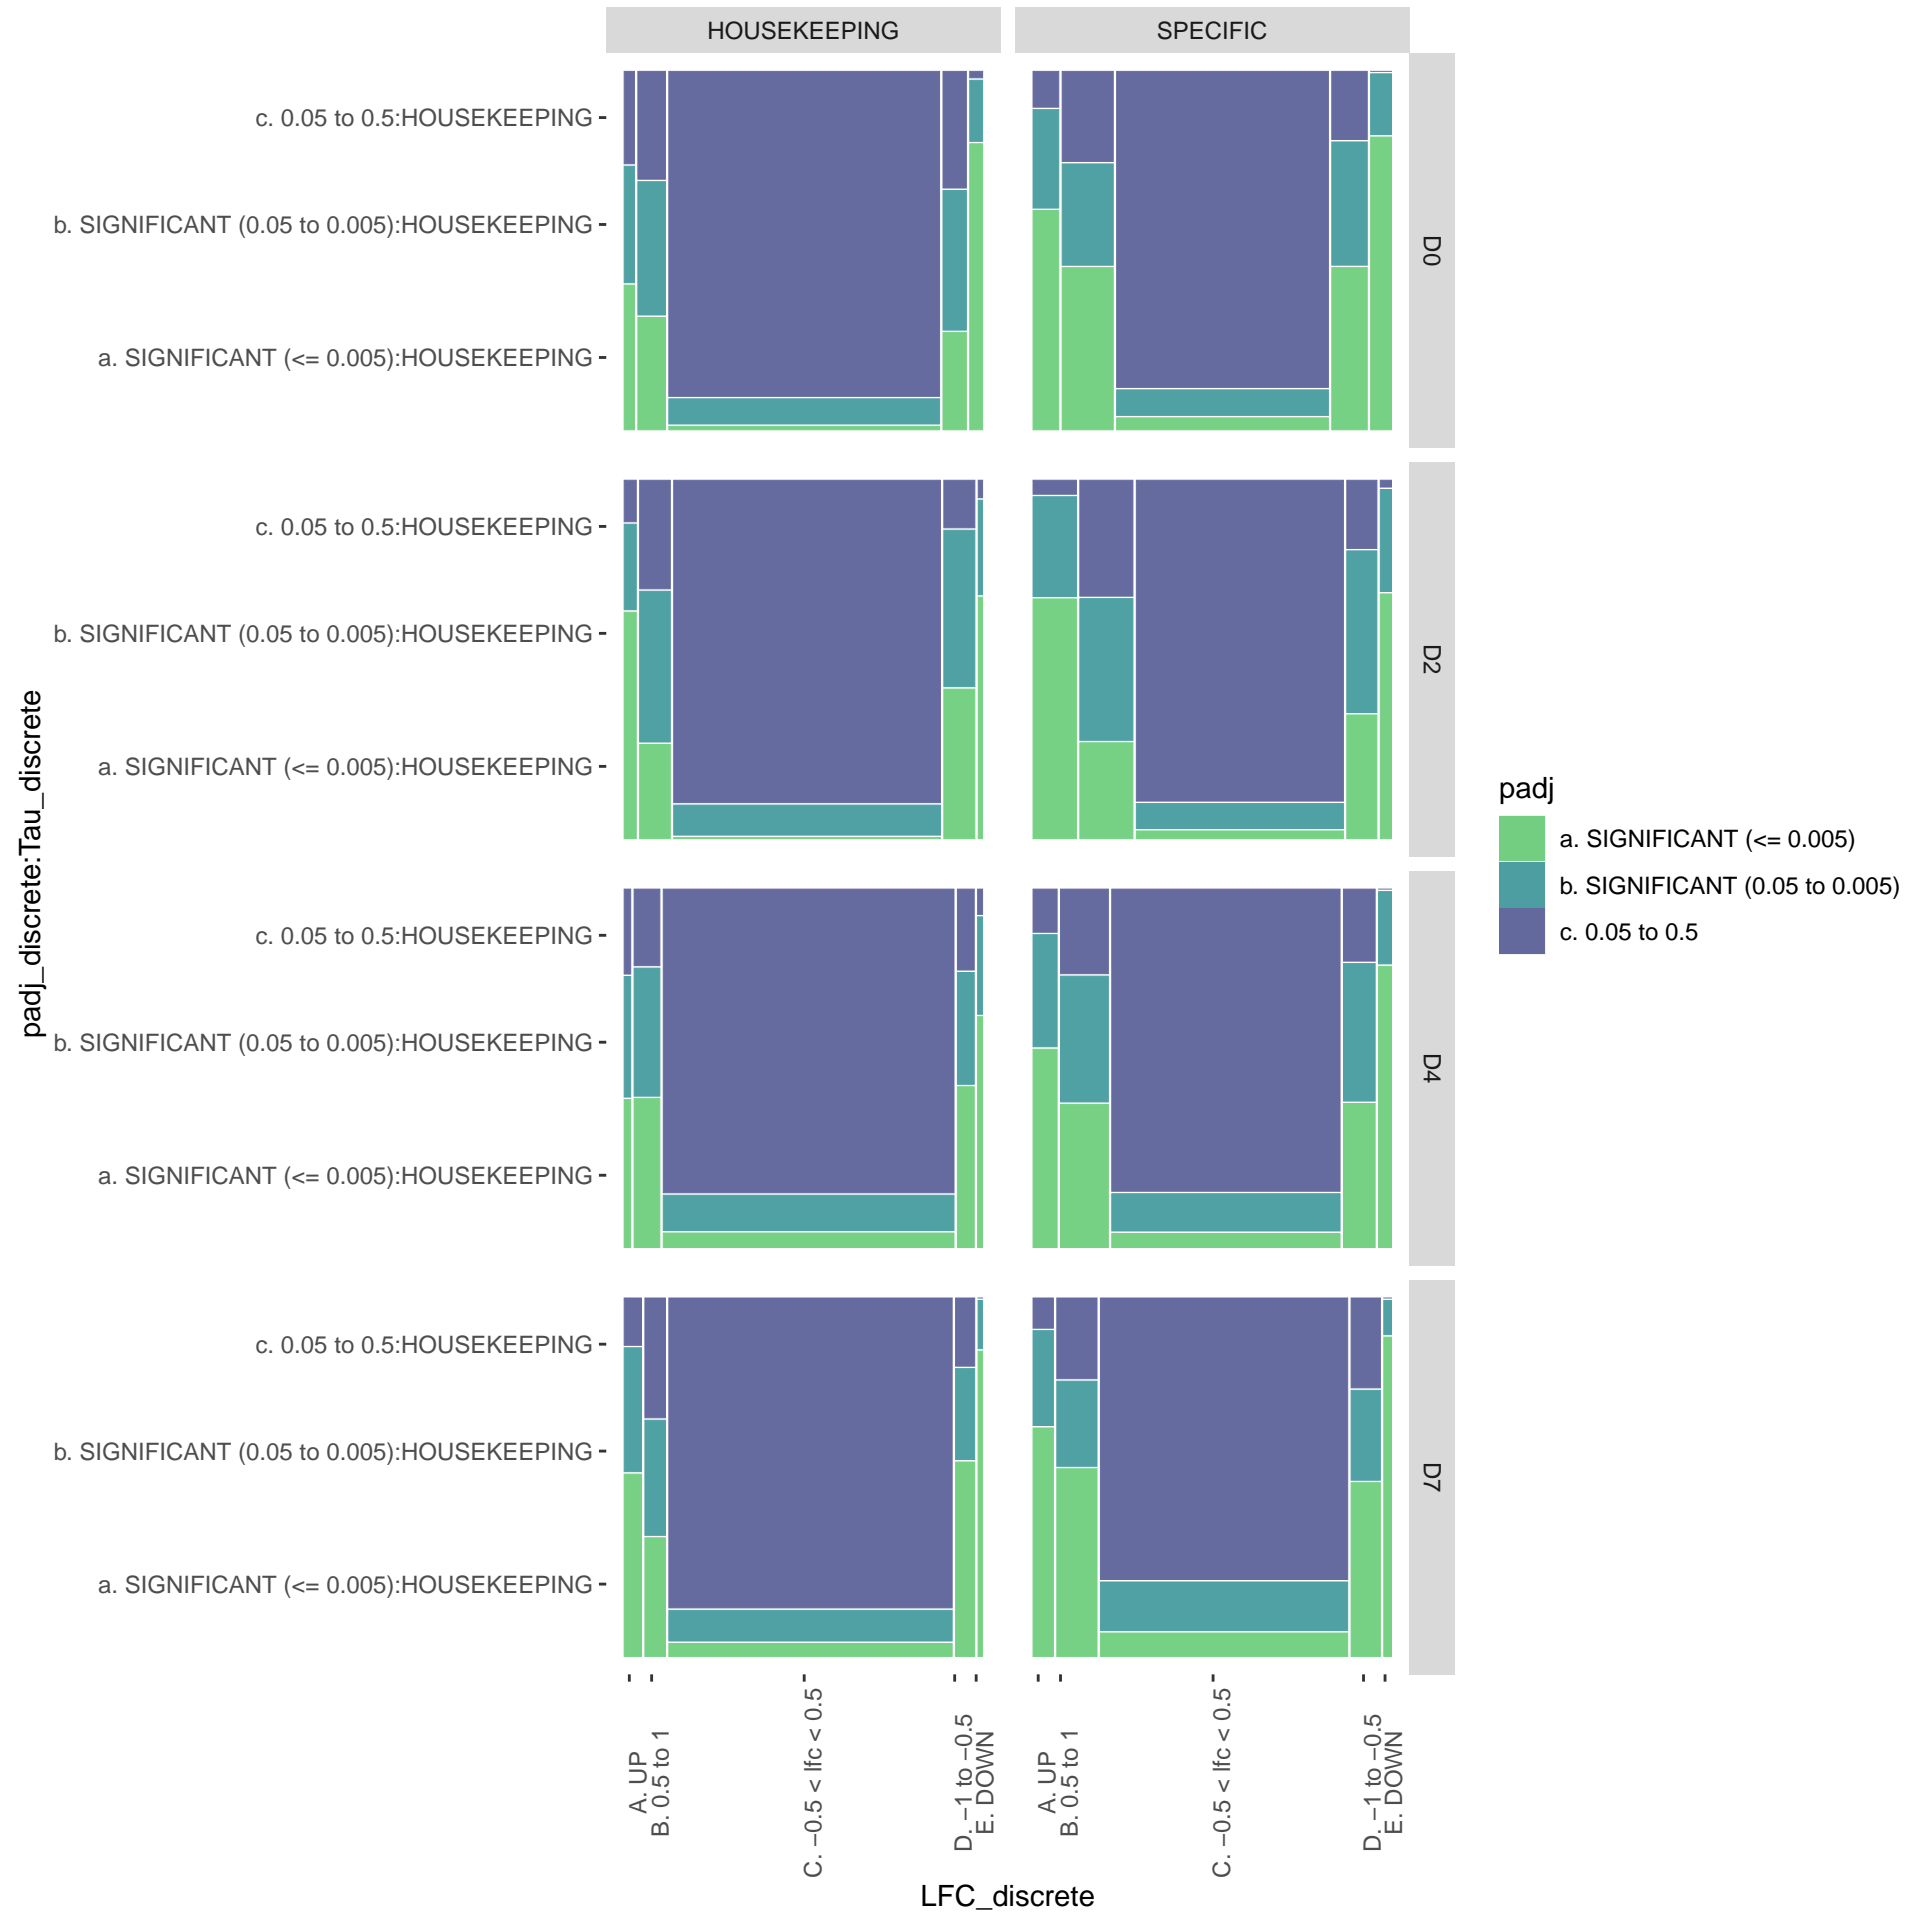 HOUSEKEEPING
SPECIFIC
c. 0.05 to 0.5:HOUSEKEEPING
b. SIGNIFICANT (0.05 to 0.005):HOUSEKEEPING
a. SIGNIFICANT (<= 0.005):HOUSEKEEPING
D0
c. 0.05 to 0.5:HOUSEKEEPING
b. SIGNIFICANT (0.05 to 0.005):HOUSEKEEPING
a. SIGNIFICANT (<= 0.005):HOUSEKEEPING
D2
c. 0.05 to 0.5:HOUSEKEEPING
b. SIGNIFICANT (0.05 to 0.005):HOUSEKEEPING
a. SIGNIFICANT (<= 0.005):HOUSEKEEPING
D4
c. 0.05 to 0.5:HOUSEKEEPING
b. SIGNIFICANT (0.05 to 0.005):HOUSEKEEPING
a. SIGNIFICANT (<= 0.005):HOUSEKEEPING
D7
padj_discrete:Tau_discrete
A. UP
B. 0.5 to 1
C. −0.5 < lfc < 0.5
D. −1 to −0.5
E. DOWN
A. UP
B. 0.5 to 1
C. −0.5 < lfc < 0.5
D. −1 to −0.5
E. DOWN
LFC_discrete
padj
a. SIGNIFICANT (<= 0.005)
b. SIGNIFICANT (0.05 to 0.005)
c. 0.05 to 0.5